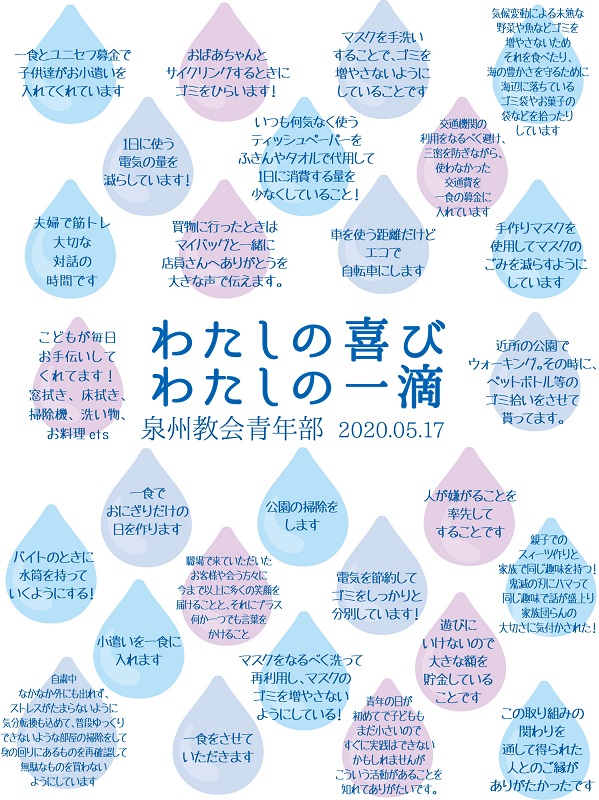 一食とユニセフ募金で
子供達がお小遣いを
入れてくれています
おばあちゃんと
サイクリングするときに
ゴミをひらいます!
マスクを手洗い
することで、ゴミを
増やさないように
していることです
気候変動による未熟な
野菜や魚などゴミを
増やさないため
それを食べたり、
海の豊かさを守るために
海辺に落ちている
ゴミ袋やお菓子の
袋などを拾ったり
しています
1日に使う
電気の量を
減らしています!
いつも何気なく使う
ティッシュペーパーを
ふきんやタオルで代用して
1日に消費する量を
少なくしていること!
交通機関の
利用をなるべく避け、
三密を防ぎながら、
使わなかった
交通費を
一食の募金に
入れています
夫婦で筋トレ
大切な
対話の
時間です
買物に行ったときは
マイバッグと一緒に
店員さんへありがとうを
大きな声で伝えます。
車を使う距離だけど
エコで
自転車にします
手作りマスクを
使用してマスクの
ごみを減らすように
しています
こどもが毎日
お手伝いして
くれてます!
窓拭き、床拭き、
掃除機、洗い物、
お料理 ets
わたしの喜び
わたしの一滴
泉州教会青年部 2020.05.17
近所の公園で
ウォーキング。その時に、
ペットボトル等の
ゴミ拾いをさせて
貰ってます。
一食で
おにぎりだけの
日を作ります
公園の掃除を
します
人が嫌がることを
率先して
することです
バイトのときに
水筒を持って
いくようにする!
職場で来ていただいた
お客様や会う方々に
今まで以上に多くの笑顔を
届けることと、それにプラス
何か一つでも言葉を
かけること
電気を節約して
ゴミをしっかりと
分別しています!
親子での
スィーツ作りと
家族で同じ趣味を持つ!
鬼滅の刃にハマって
同じ趣味で話が盛上り
家族団らんの
大切さに気付かされた!
小遣いを一食に
入れます
マスクをなるべく洗って
再利用し、マスクの
ゴミを増やさない
ようにしている!
遊びに
いけないので
大きな額を
貯金している
ことです
自粛中
なかなか外にも出れず、
ストレスがたまらないように
気分転換も込めて、普段ゆっくり
できないような部屋の掃除をして
身の回りにあるものを再確認して
無駄なものを買わない
ようにしています
一食をさせて
いただきます
青年の日が
初めてで子どもも
まだ小さいので
すぐに実践はできない
かもしれませんが
こういう活動があることを
知れてありがたいです。
この取り組みの
関わりを
通して得られた
人とのご縁が
ありがたかったです